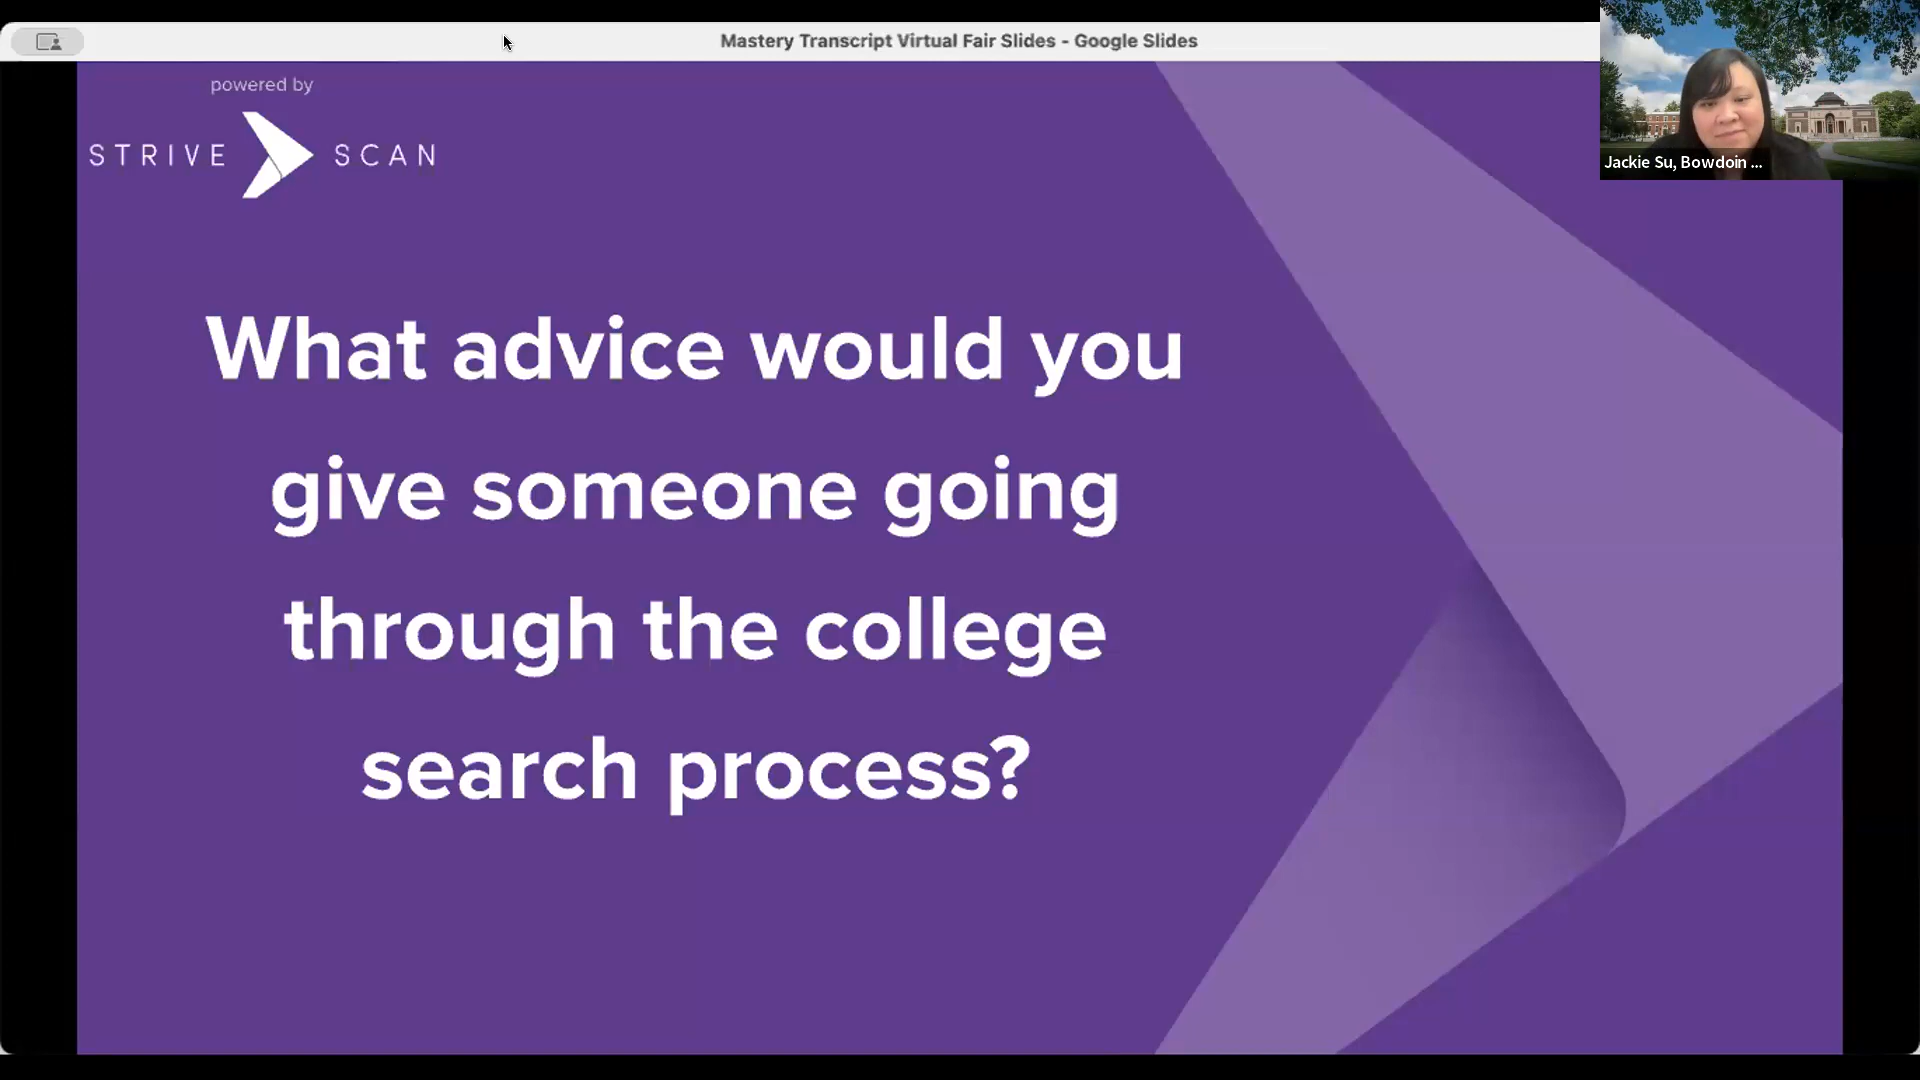 Mastery Transcript Virtual Fair Slides - Google Slides
powered by
STRIVE SCAN
What advice would you
give someone going
through the college
search process?
Jackie Su, Bowdoin ...